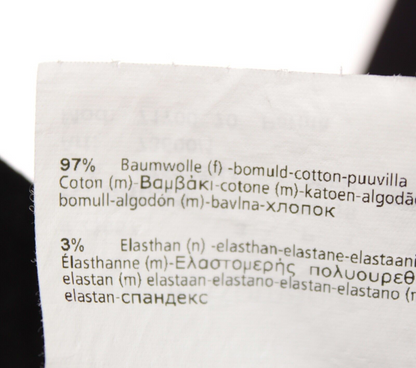 97% Baumwolle (f) -bomuld-cotton-puuvilla
Coton (m)-Βαμβάκι-cotone (m)-katoen-algodão
bomull-algodón (m)-bavlna-хлопок
3% Elasthan (n) -elasthan-elastane-elastaani
Élasthanne (m)-Ελαστομερής πολυουρεθ
elastan (m) elastaan-elastano-elastan-elastano (m
elastan-спандекс